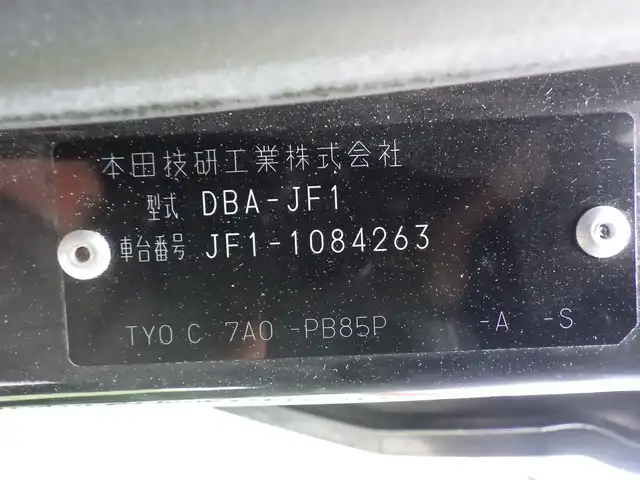 本田技研工業株式会社
型式 DBA-JF1
車台番号 JF1-1084263
TYO C 7A0 -PB85P -A -S